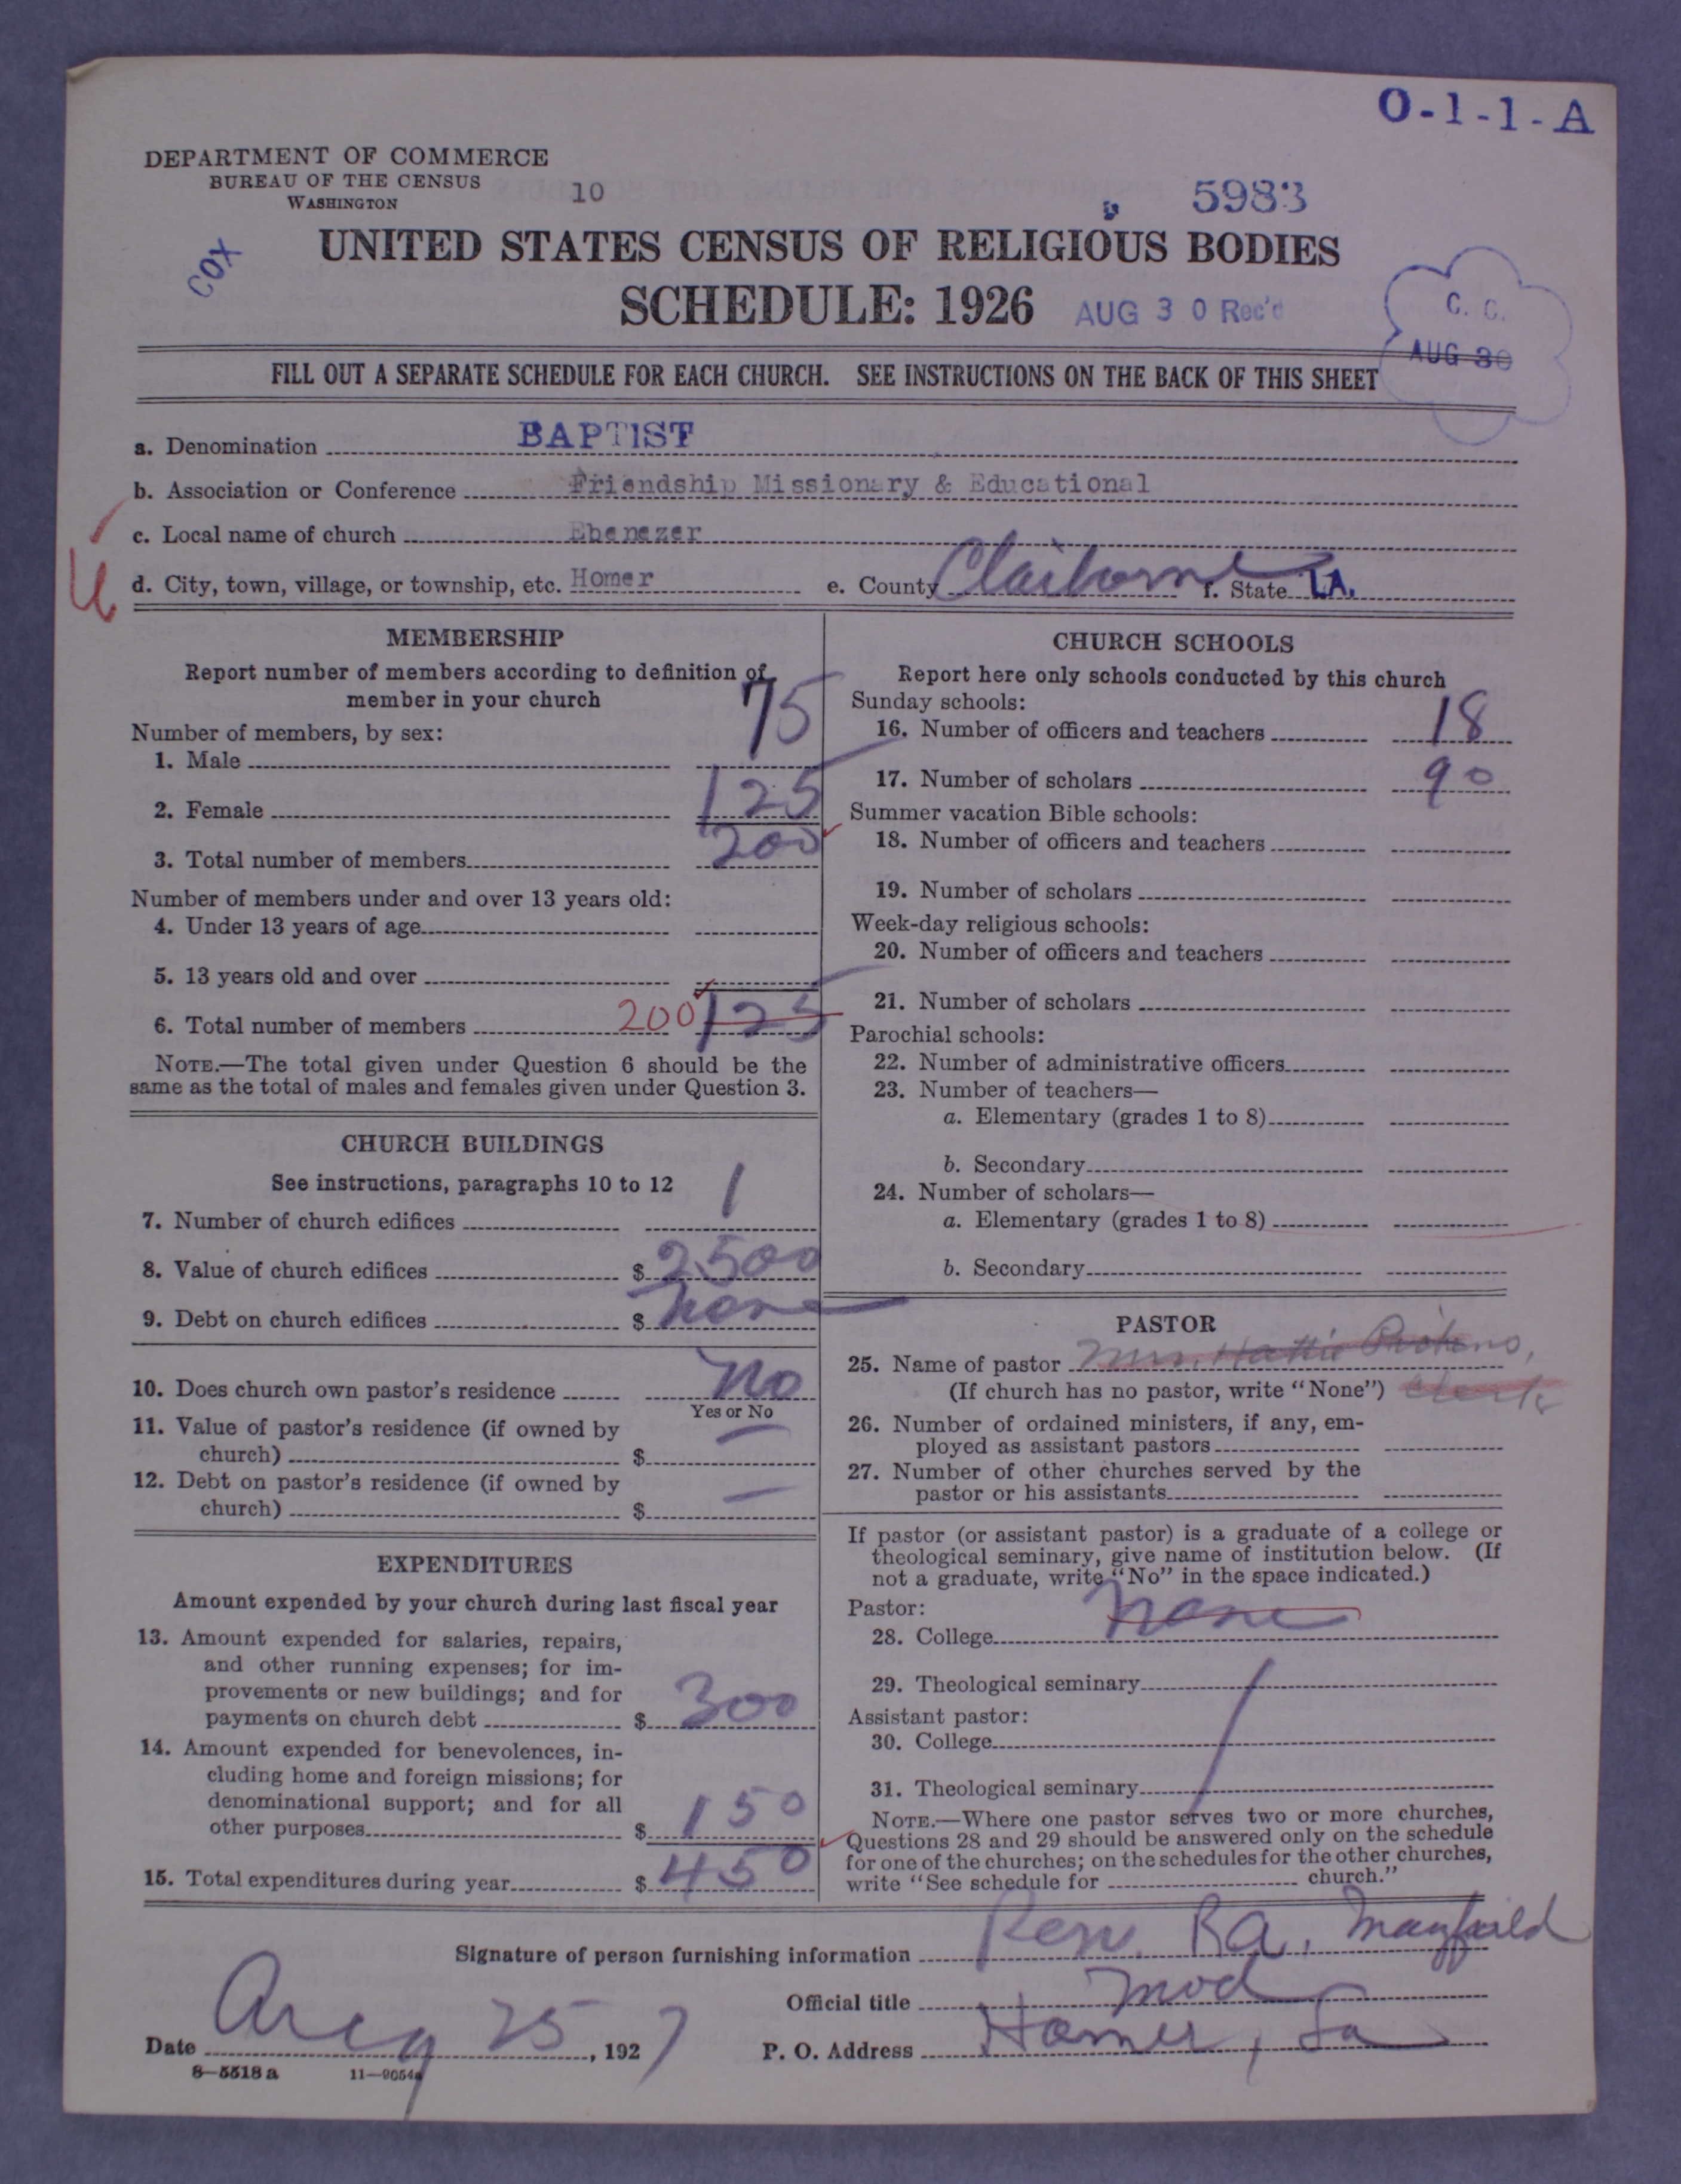 O-1-1-A
DEPARTMENT OF COMMERCE
BUREAU OF THE CENSUS
WASHINGTON
10
5983
COX
UNITED STATES CENSUS OF RELIGIOUS BODIES
SCHEDULE: 1926
AUG 30 Rec'd
C. C.
AUG 30
FILL OUT A SEPARATE SCHEDULE FOR EACH CHURCH. SEE INSTRUCTIONS ON THE BACK OF THIS SHEET
a. Denomination BAPTIST
b. Association or Conference Friendship Missionary & Educational
c. Local name of church Ebenezer
d. City, town, village, or township, etc. Homer e. County Claiborne f. State LA.
MEMBERSHIP
Report number of members according to definition of
member in your church
Number of members, by sex:
1. Male 75
2. Female 125
3. Total number of members 200
Number of members under and over 13 years old:
4. Under 13 years of age
5. 13 years old and over
6. Total number of members 200 125
NOTE.—The total given under Question 6 should be the
same as the total of males and females given under Question 3.
CHURCH BUILDINGS
See instructions, paragraphs 10 to 12
7. Number of church edifices 1
8. Value of church edifices $ 2500
9. Debt on church edifices $ None
10. Does church own pastor's residence No
Yes or No
11. Value of pastor's residence (if owned by
church) $ —
12. Debt on pastor's residence (if owned by
church) $ —
EXPENDITURES
Amount expended by your church during last fiscal year
13. Amount expended for salaries, repairs,
and other running expenses; for im-
provements or new buildings; and for
payments on church debt $ 300
14. Amount expended for benevolences, in-
cluding home and foreign missions; for
denominational support; and for all
other purposes $ 150
15. Total expenditures during year $ 450
CHURCH SCHOOLS
Report here only schools conducted by this church
Sunday schools:
16. Number of officers and teachers 18
17. Number of scholars 90
Summer vacation Bible schools:
18. Number of officers and teachers
19. Number of scholars
Week-day religious schools:
20. Number of officers and teachers
21. Number of scholars
Parochial schools:
22. Number of administrative officers
23. Number of teachers—
a. Elementary (grades 1 to 8)
b. Secondary
24. Number of scholars—
a. Elementary (grades 1 to 8)
b. Secondary
PASTOR
25. Name of pastor Mrs. Hattie
(If church has no pastor, write "None") Clerk
26. Number of ordained ministers, if any, em-
ployed as assistant pastors
27. Number of other churches served by the
pastor or his assistants
If pastor (or assistant pastor) is a graduate of a college or
theological seminary, give name of institution below. (If
not a graduate, write "No" in the space indicated.)
Pastor:
28. College None
29. Theological seminary
Assistant pastor:
30. College
31. Theological seminary
NOTE.—Where one pastor serves two or more churches,
Questions 28 and 29 should be answered only on the schedule
for one of the churches; on the schedules for the other churches,
write "See schedule for church."
Signature of person furnishing information Rev. R.A. Mayfield
Official title Mod
Date Aug 25, 1927 P. O. Address Homer, La
8—5518 a 11—9054a